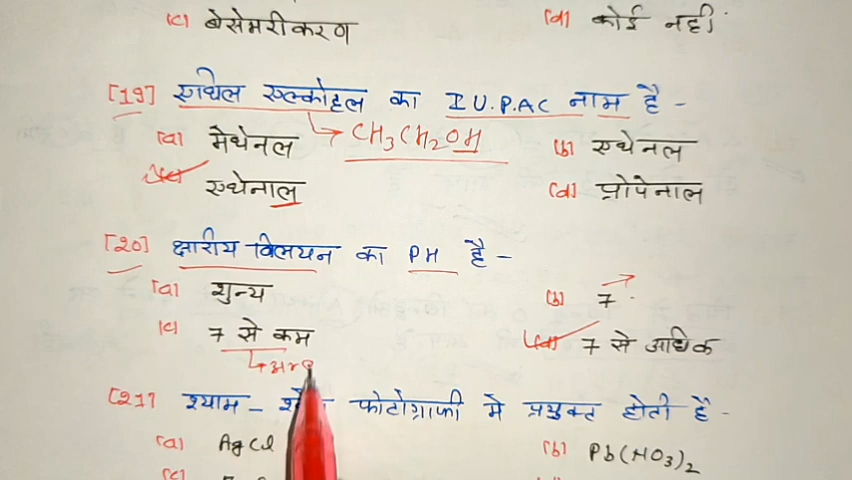 (c) बेसेमरीकरण (d) कोई नहीं
[19] एथिल एल्कोहल का I U.P.AC नाम है -
(a) मेथेनल CH3CH2OH (b) एथेनल
एथेनाल (d) प्रोपेनाल
[20] क्षारीय विलयन का PH है -
(a) शुन्य (b) 7
(c) 7 से कम (d) 7 से अधिक
[21] श्याम - फोटोग्राफी मे प्रयुक्त होती है -
(a) AgCl (b) Pb(NO3)2
(c)